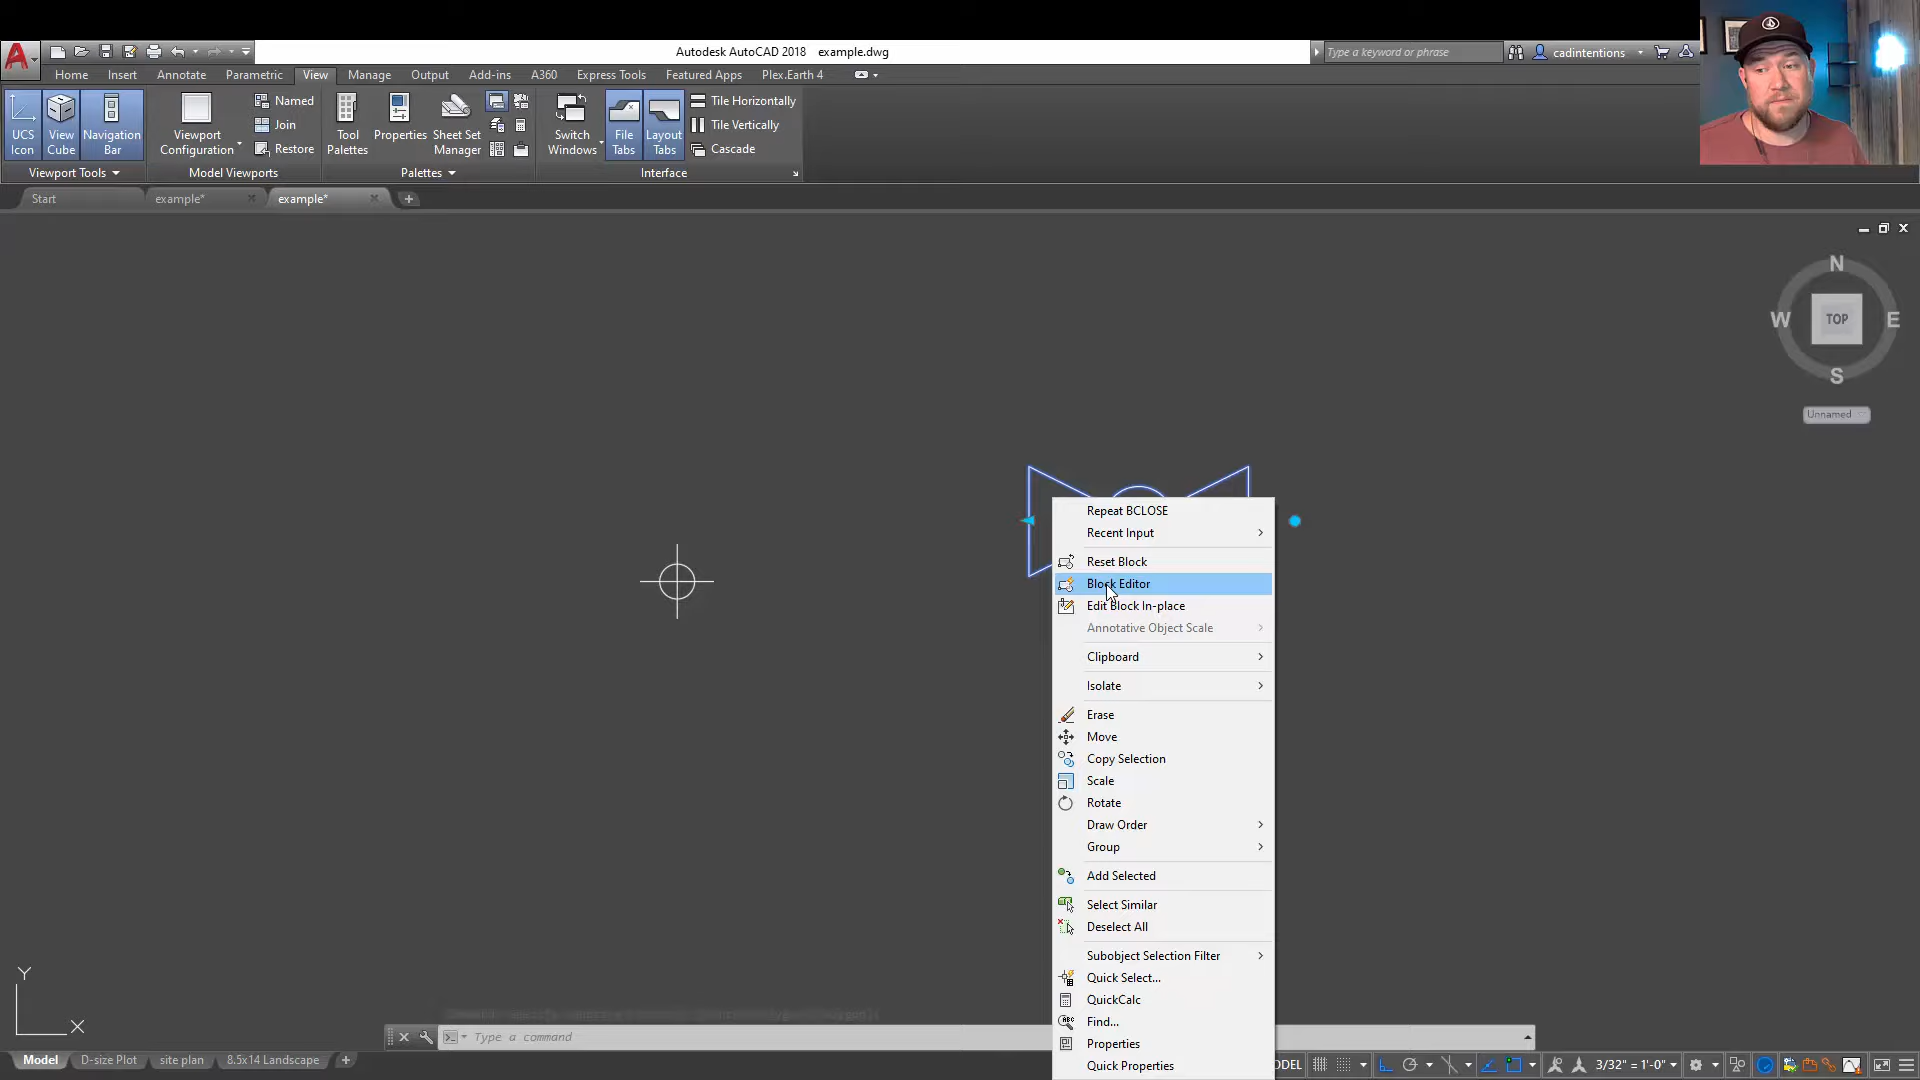 Autodesk AutoCAD 2018 example.dwg
Type a keyword or phrase
cadintentions
Home Insert Annotate Parametric View Manage Output Add-ins A360 Express Tools Featured Apps Plex.Earth 4
UCS Icon
View Cube
Navigation Bar
Viewport Configuration
Named
Join
Restore
Tool Palettes
Properties
Sheet Set Manager
Switch Windows
File Tabs
Layout Tabs
Tile Horizontally
Tile Vertically
Cascade
Viewport Tools
Model Viewports
Palettes
Interface
Start
example*
example*
N
W TOP E
S
Unnamed
Repeat BCLOSE
Recent Input
Reset Block
Block Editor
Edit Block In-place
Annotative Object Scale
Clipboard
Isolate
Erase
Move
Copy Selection
Scale
Rotate
Draw Order
Group
Add Selected
Select Similar
Deselect All
Subobject Selection Filter
Quick Select...
QuickCalc
Find...
Properties
Quick Properties
Y
X
Type a command
Model D-size Plot site plan 8.5x14 Landscape
3/32" = 1'-0"